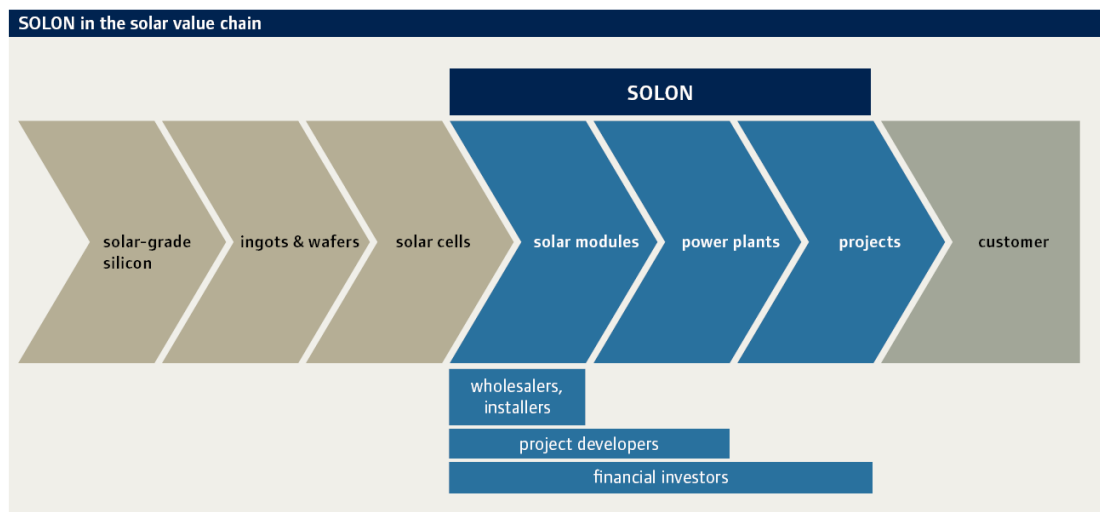 SOLON in the solar value chain
SOLON
solar-grade
silicon
ingots & wafers
solar cells
solar modules
power plants
projects
customer
wholesalers,
installers
project developers
financial investors